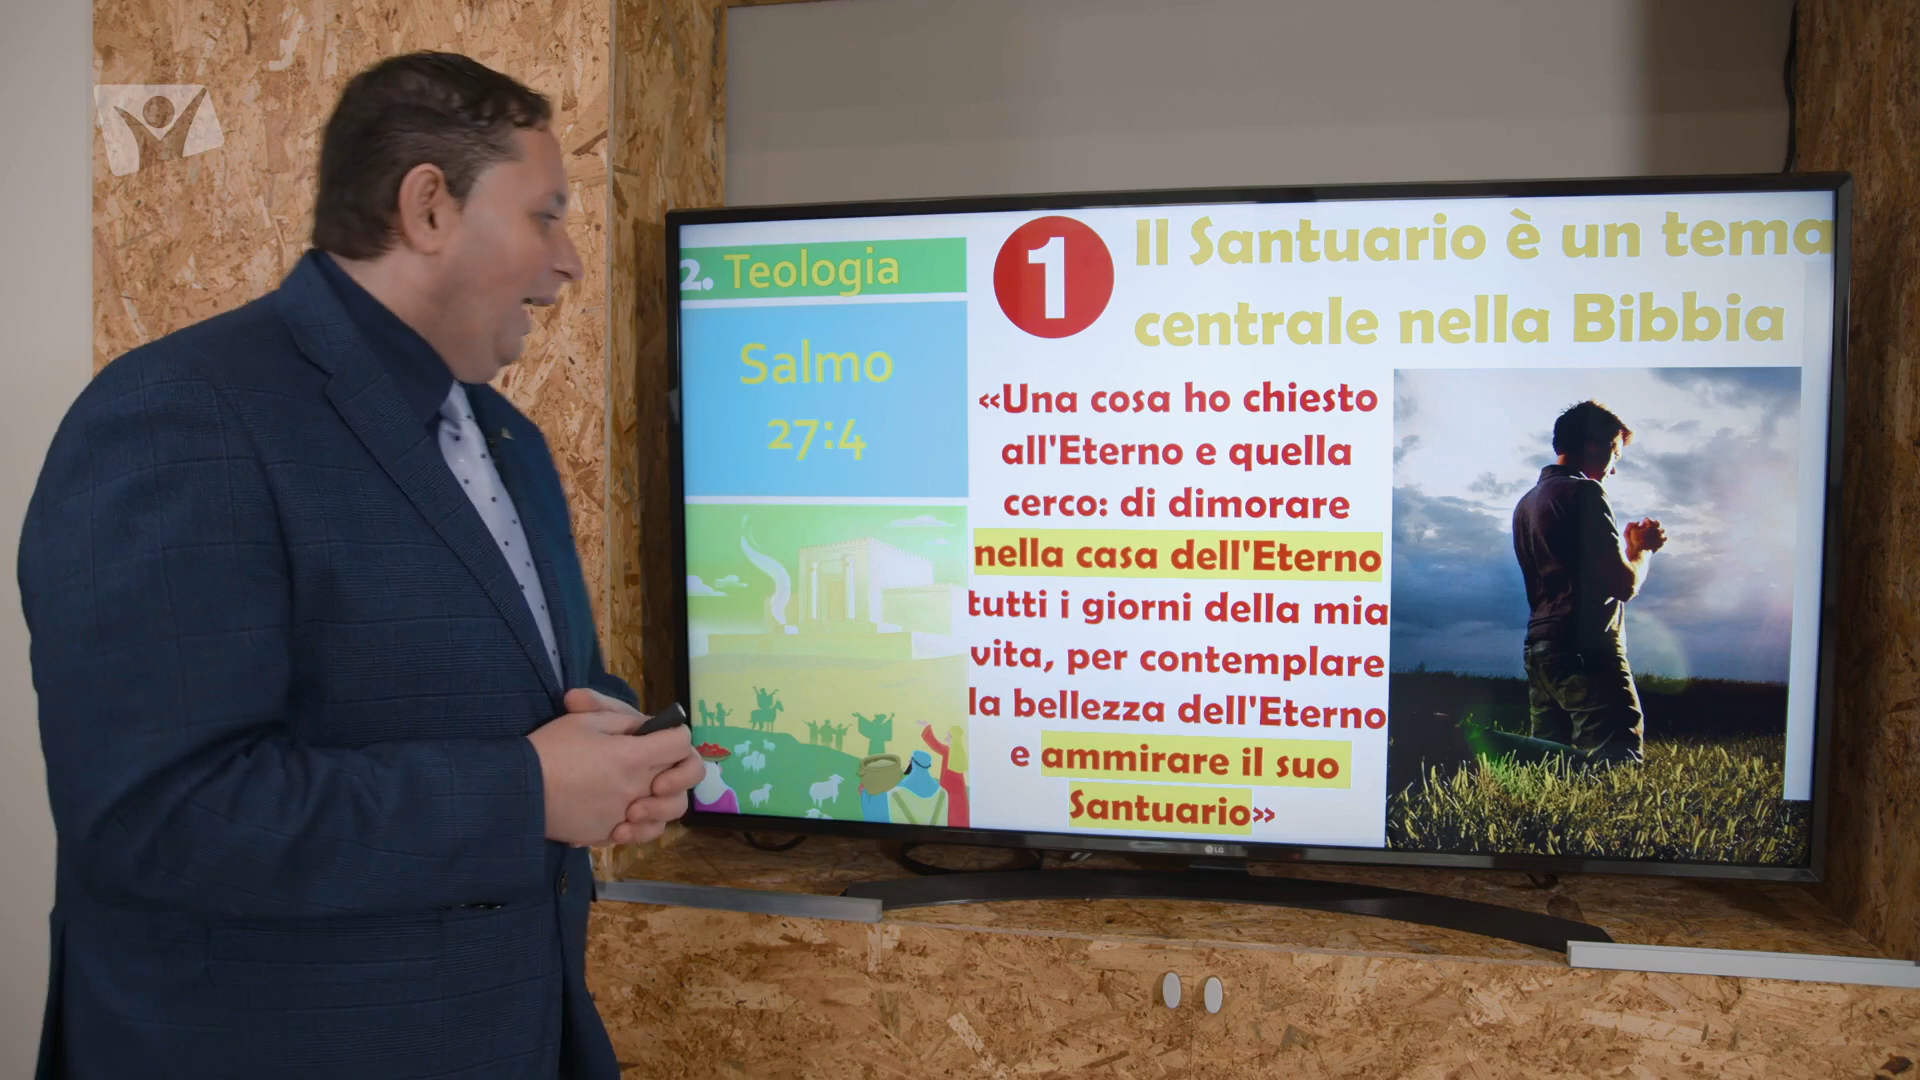 2. Teologia
Salmo
27:4
1
Il Santuario è un tema
centrale nella Bibbia
«Una cosa ho chiesto
all'Eterno e quella
cerco: di dimorare
nella casa dell'Eterno
tutti i giorni della mia
vita, per contemplare
la bellezza dell'Eterno
e ammirare il suo
Santuario»
LG